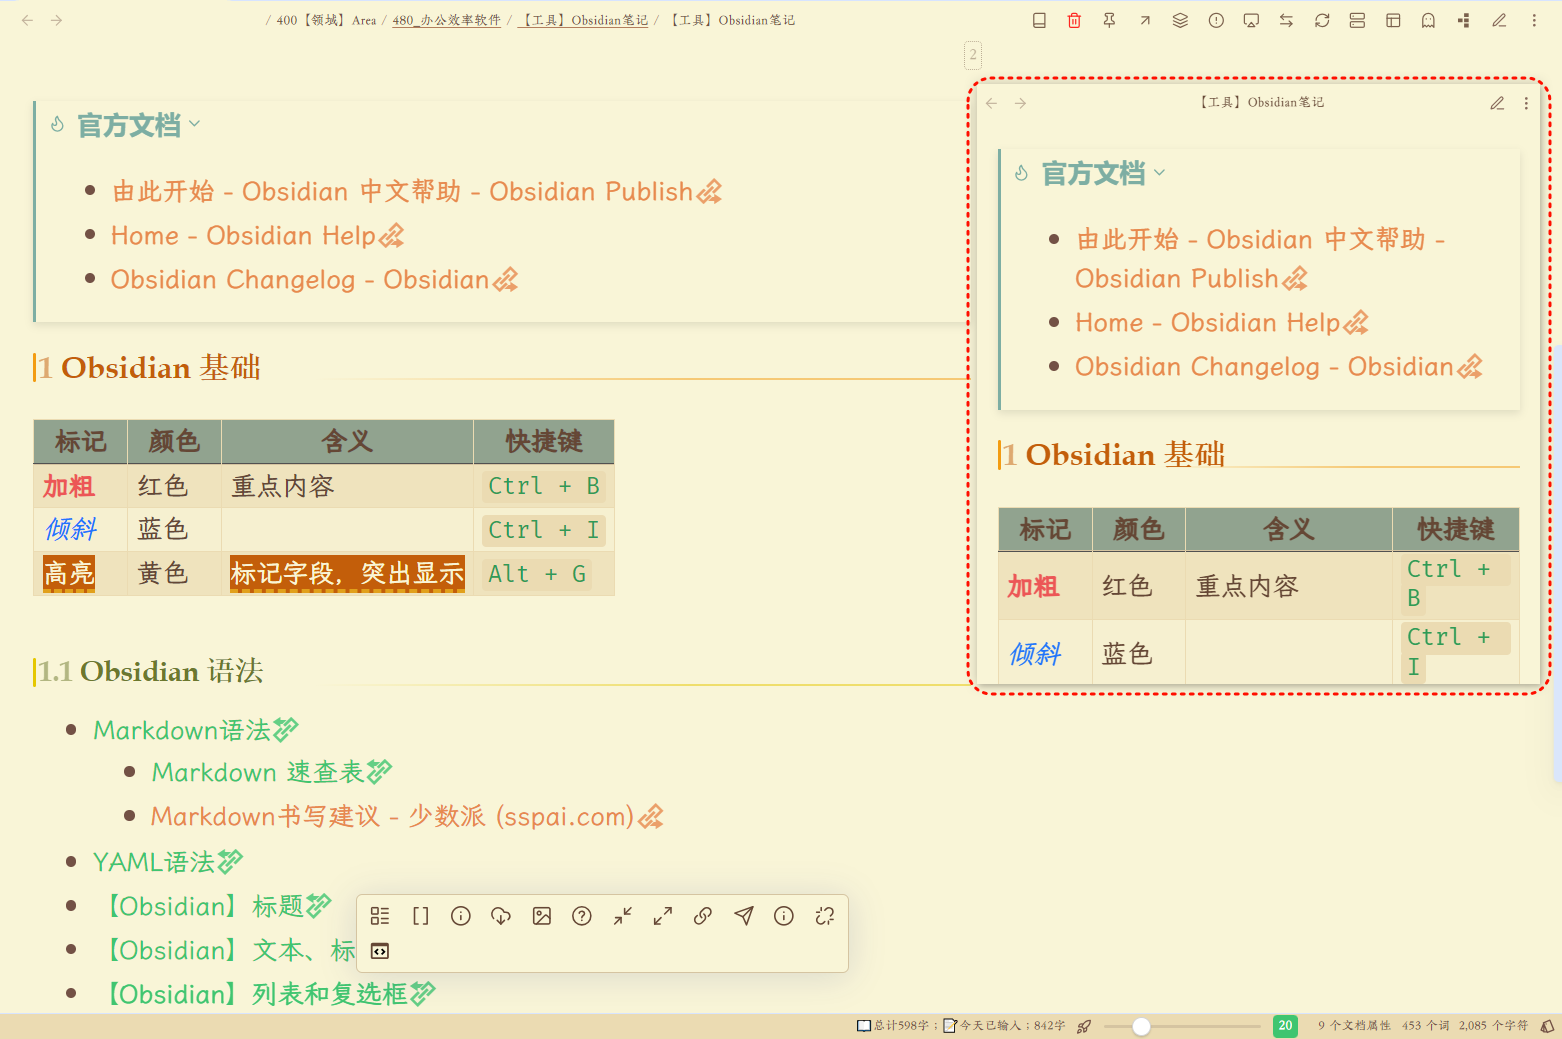 / 400【领域】Area / 480_办公效率软件 / 【工具】Obsidian笔记 / 【工具】Obsidian笔记
2
官方文档
由此开始 - Obsidian 中文帮助 - Obsidian Publish
Home - Obsidian Help
Obsidian Changelog - Obsidian
1 Obsidian 基础
标记 颜色 含义 快捷键
加粗 红色 重点内容 Ctrl + B
倾斜 蓝色 Ctrl + I
高亮 黄色 标记字段，突出显示 Alt + G
1.1 Obsidian 语法
Markdown语法
Markdown 速查表
Markdown书写建议 - 少数派 (sspai.com)
YAML语法
【Obsidian】标题
【Obsidian】文本、标
【Obsidian】列表和复选框
【工具】Obsidian笔记
官方文档
由此开始 - Obsidian 中文帮助 -
Obsidian Publish
Home - Obsidian Help
Obsidian Changelog - Obsidian
1 Obsidian 基础
标记 颜色 含义 快捷键
加粗 红色 重点内容 Ctrl +
B
倾斜 蓝色 Ctrl +
I
总计598字；今天已输入；842字 20 9 个文档属性 453 个词 2,085 个字符